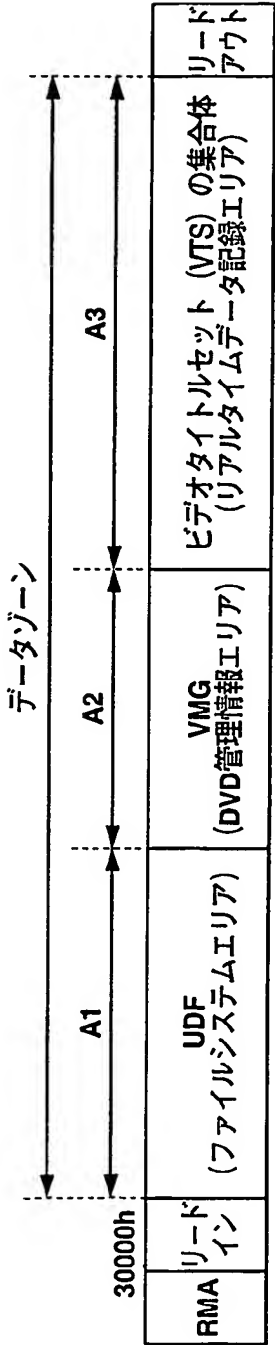 データゾーン
A1
A2
A3
30000h
RMA
リード
イン
UDF
(ファイルシステムエリア)
VMG
(DVD管理情報エリア)
ビデオタイトルセット (VTS) の集合体
(リアルタイムデータ記録エリア)
リード
アウト